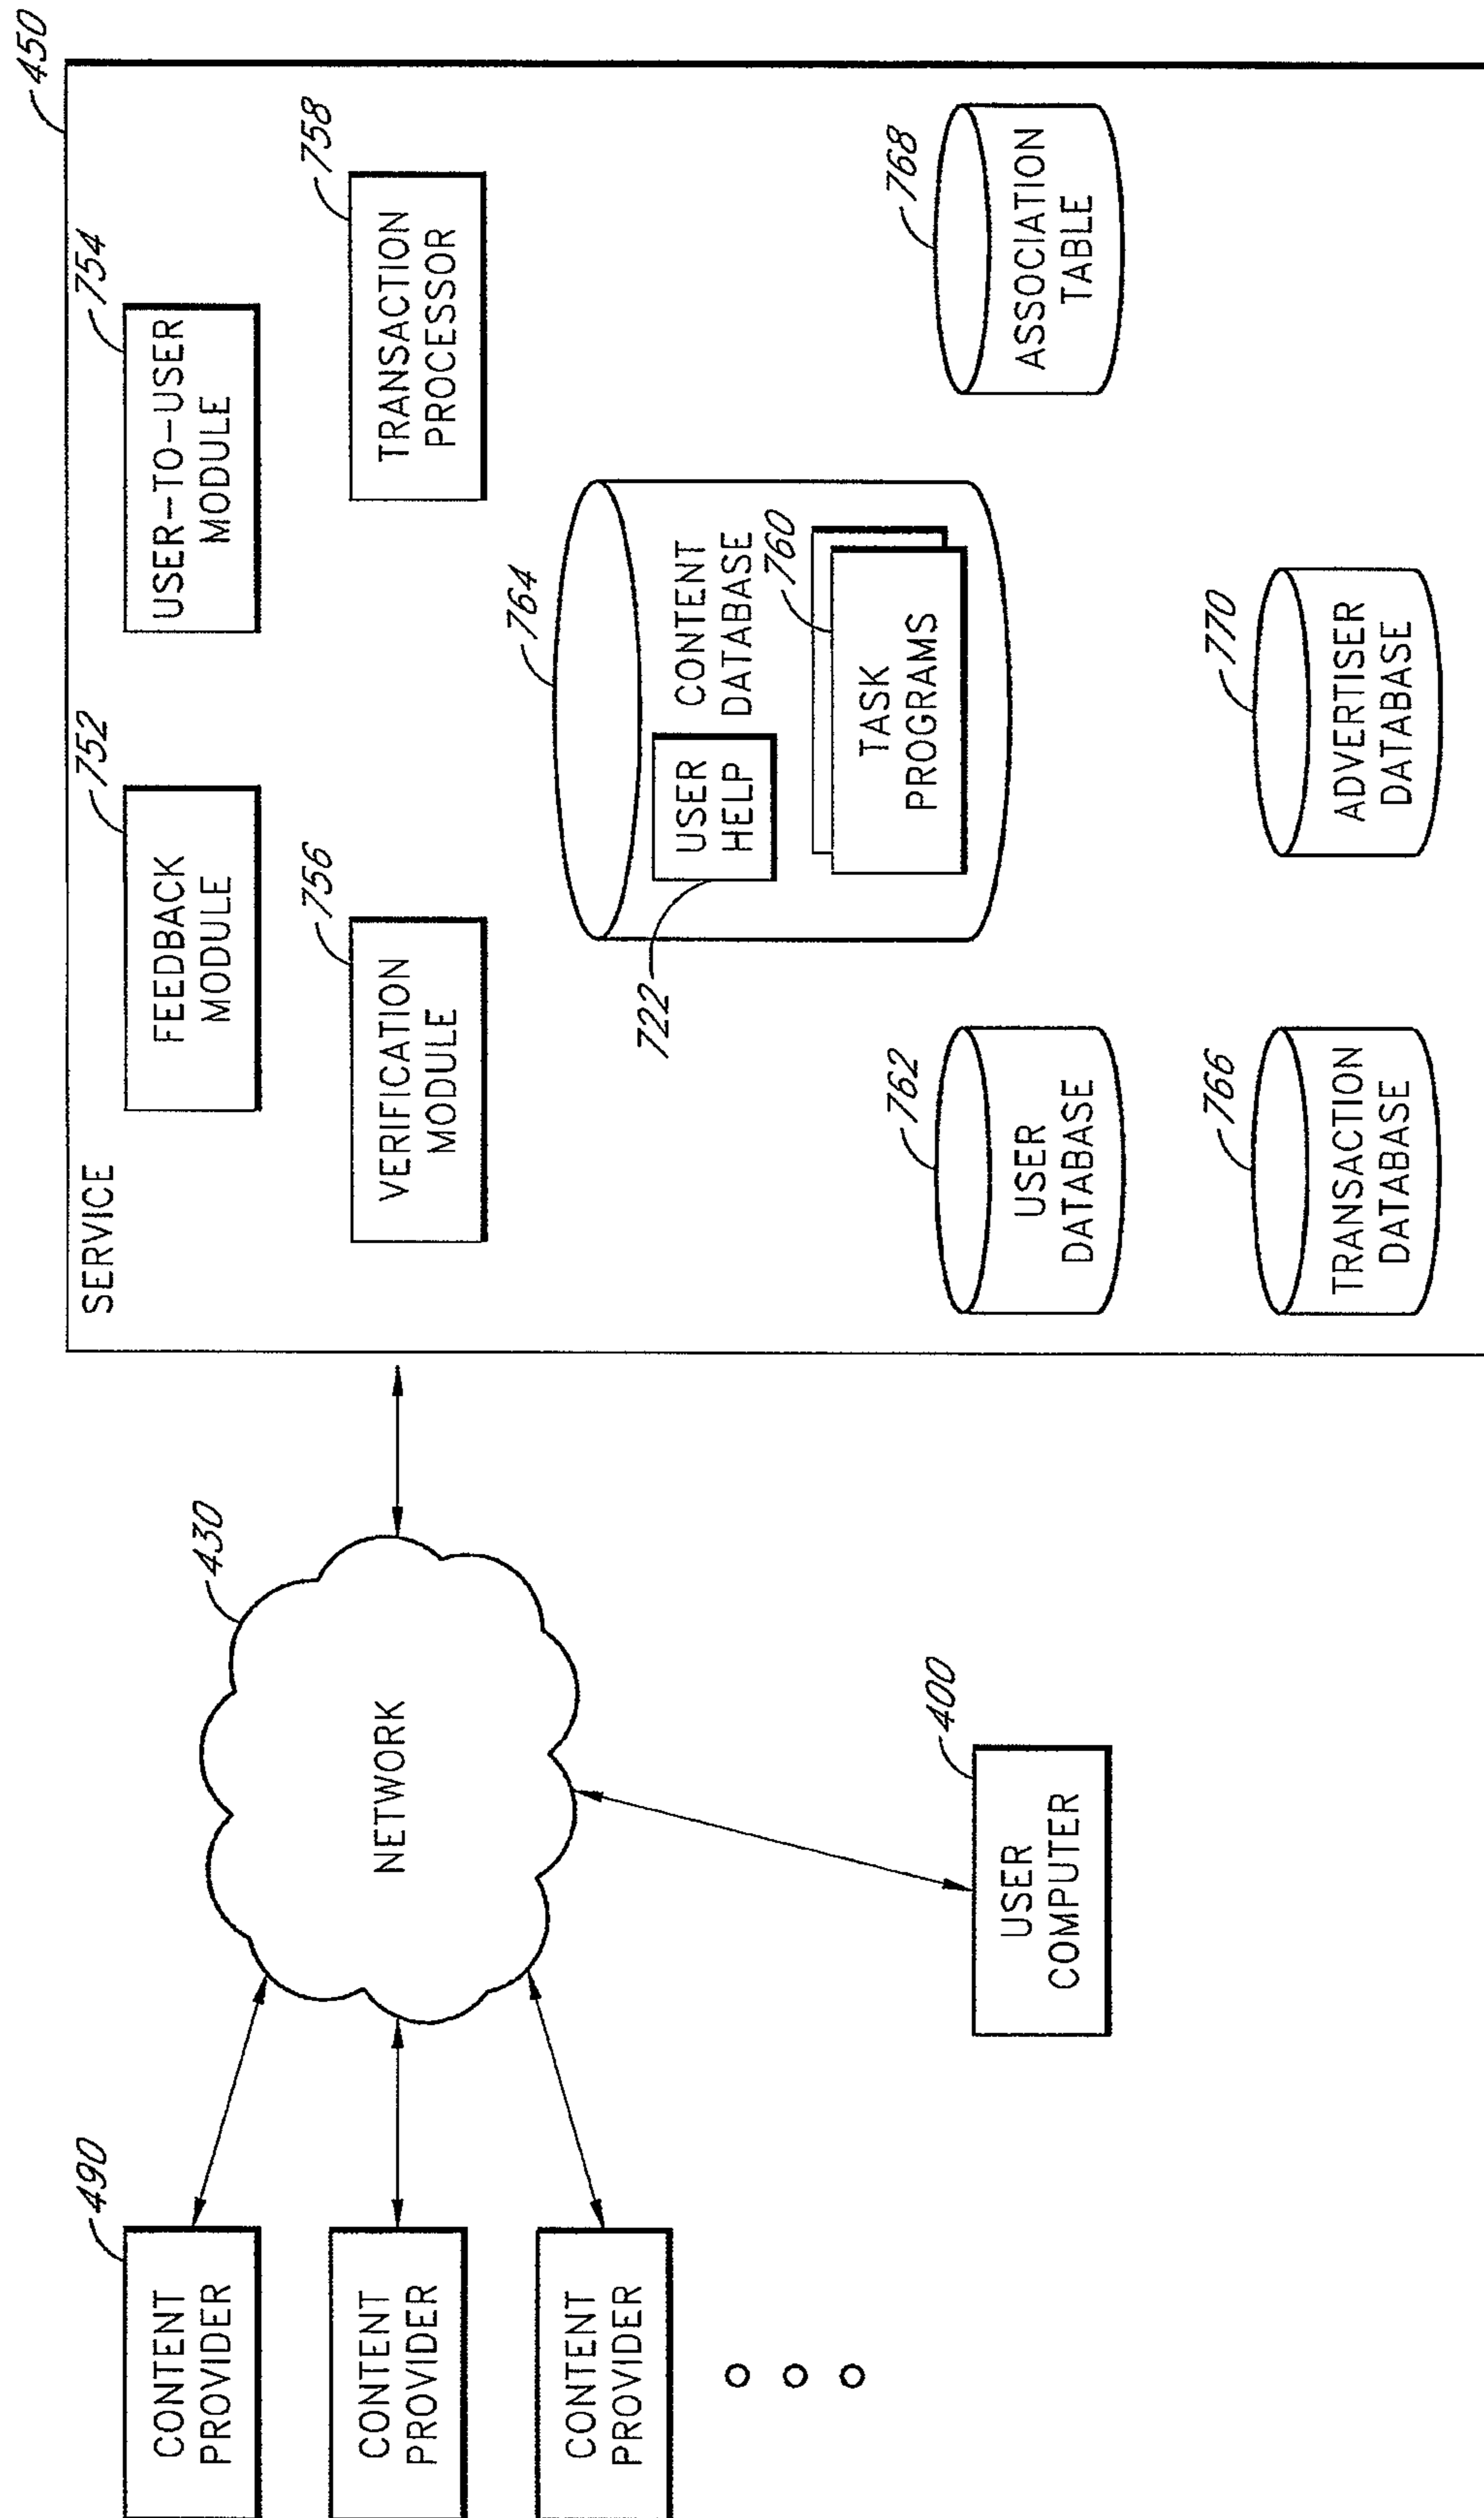 490
CONTENT
PROVIDER
CONTENT
PROVIDER
CONTENT
PROVIDER
430
NETWORK
400
USER
COMPUTER
450
SERVICE
752
FEEDBACK
MODULE
754
USER-TO-USER
MODULE
756
VERIFICATION
MODULE
758
TRANSACTION
PROCESSOR
764
CONTENT
DATABASE
722
USER
HELP
760
TASK
PROGRAMS
762
USER
DATABASE
768
ASSOCIATION
TABLE
766
TRANSACTION
DATABASE
770
ADVERTISER
DATABASE